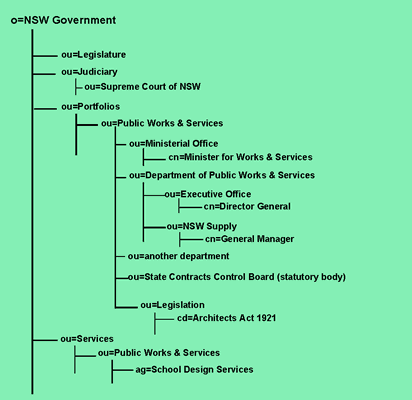 o=NSW Government
ou=Legislature
ou=Judiciary
ou=Supreme Court of NSW
ou=Portfolios
ou=Public Works & Services
ou=Ministerial Office
cn=Minister for Works & Services
ou=Department of Public Works & Services
ou=Executive Office
cn=Director General
ou=NSW Supply
cn=General Manager
ou=another department
ou=State Contracts Control Board (statutory body)
ou=Legislation
cd=Architects Act 1921
ou=Services
ou=Public Works & Services
ag=School Design Services